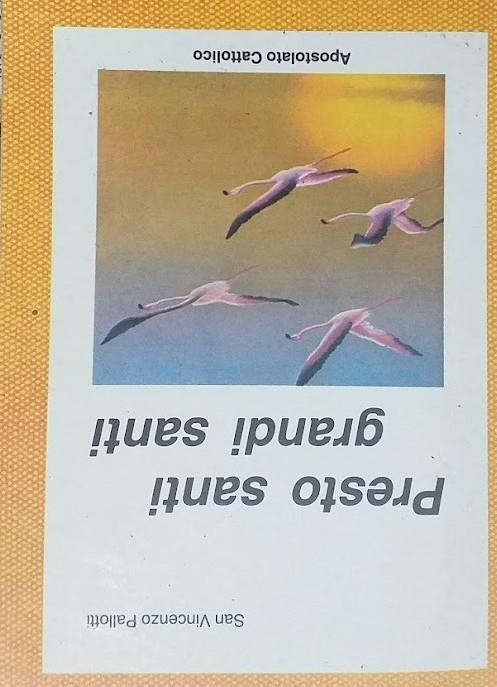 San Vincenzo Pallotti
Presto santi
grandi santi
Apostolato Cattolico